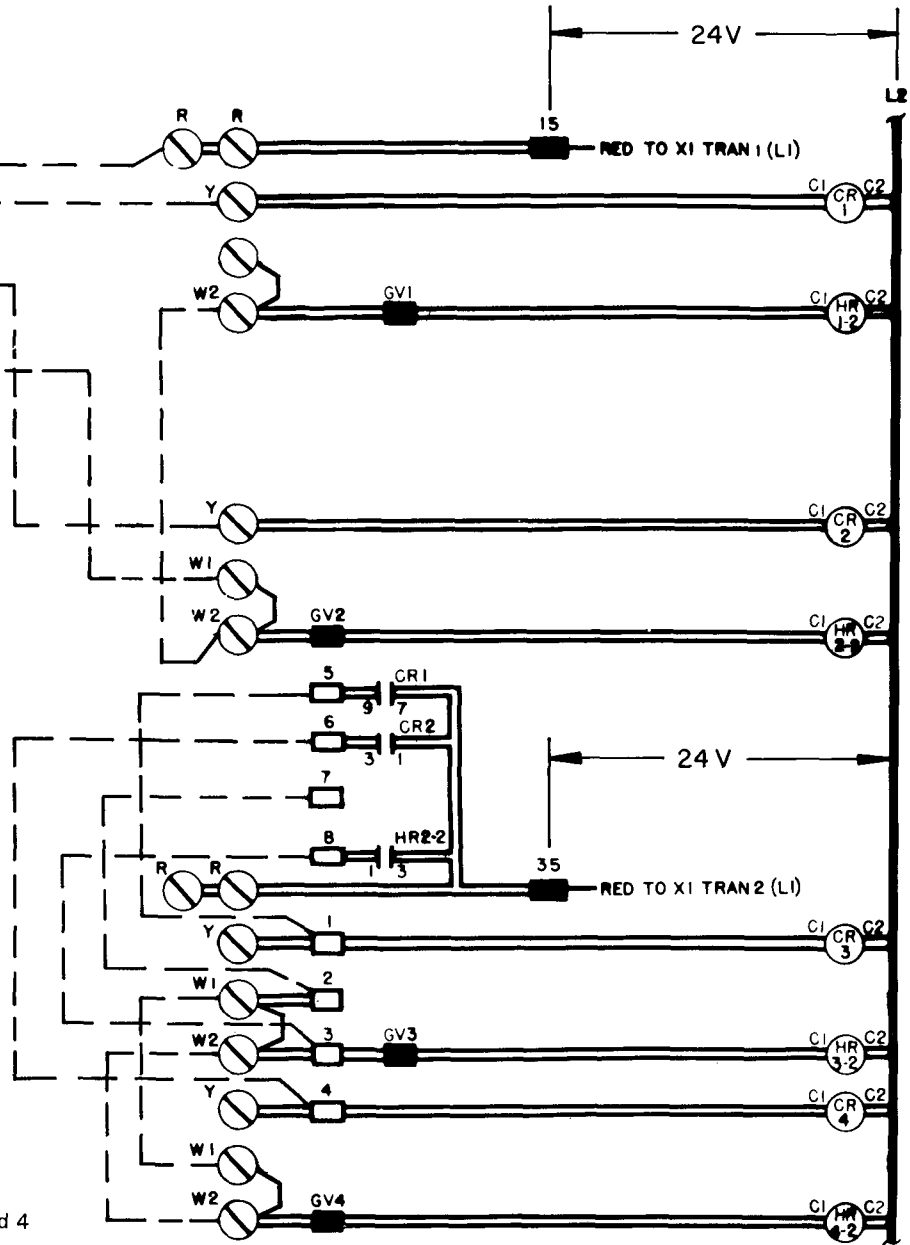 24V
L2
R R 15
RED TO X1 TRAN 1 (L1)
Y C1 CR 1 C2
W2 GV1 C1 HR 1-2 C2
Y C1 CR 2 C2
W1
W2 GV2 C1 HR C2
5 CR1
9 7
6 CR2
3 1
24V
7
8 HR2-2
1 3
R R 35
RED TO X1 TRAN 2 (L1)
Y 1 C1 CR 3 C2
W1 2
W2 3 GV3 C1 HR 3-2 C2
Y 4 C1 CR 4 C2
W1
W2 GV4 C1 HR 4-2 C2
d 4